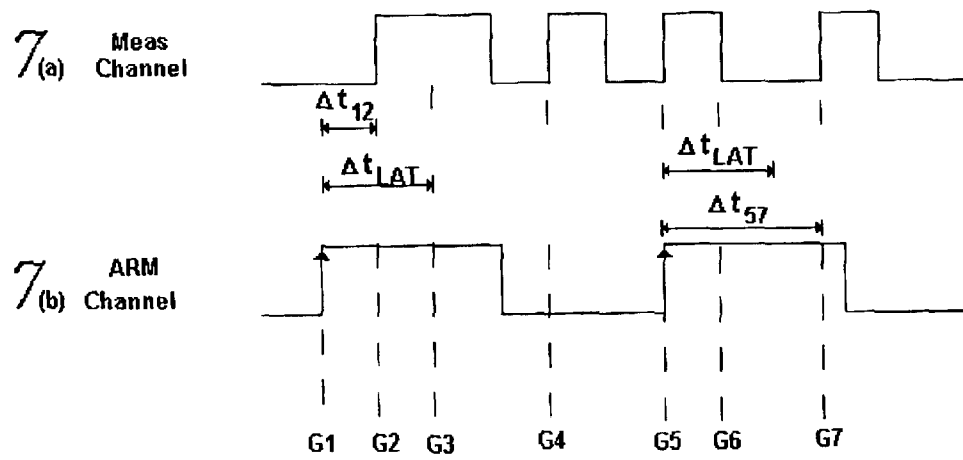 7(a) Meas Channel
Δt12
ΔtLAT
ΔtLAT
Δt57
7(b) ARM Channel
G1 G2 G3 G4 G5 G6 G7